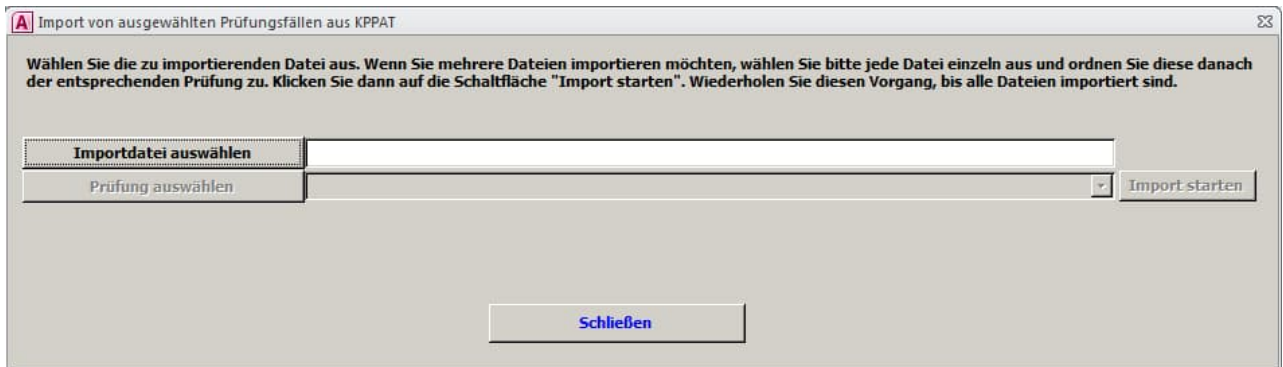 Import von ausgewählten Prüfungsfällen aus KPPAT
Wählen Sie die zu importierenden Datei aus. Wenn Sie mehrere Dateien importieren möchten, wählen Sie bitte jede Datei einzeln aus und ordnen Sie diese danach
der entsprechenden Prüfung zu. Klicken Sie dann auf die Schaltfläche "Import starten". Wiederholen Sie diesen Vorgang, bis alle Dateien importiert sind.
Importdatei auswählen
Prüfung auswählen
Import starten
Schließen